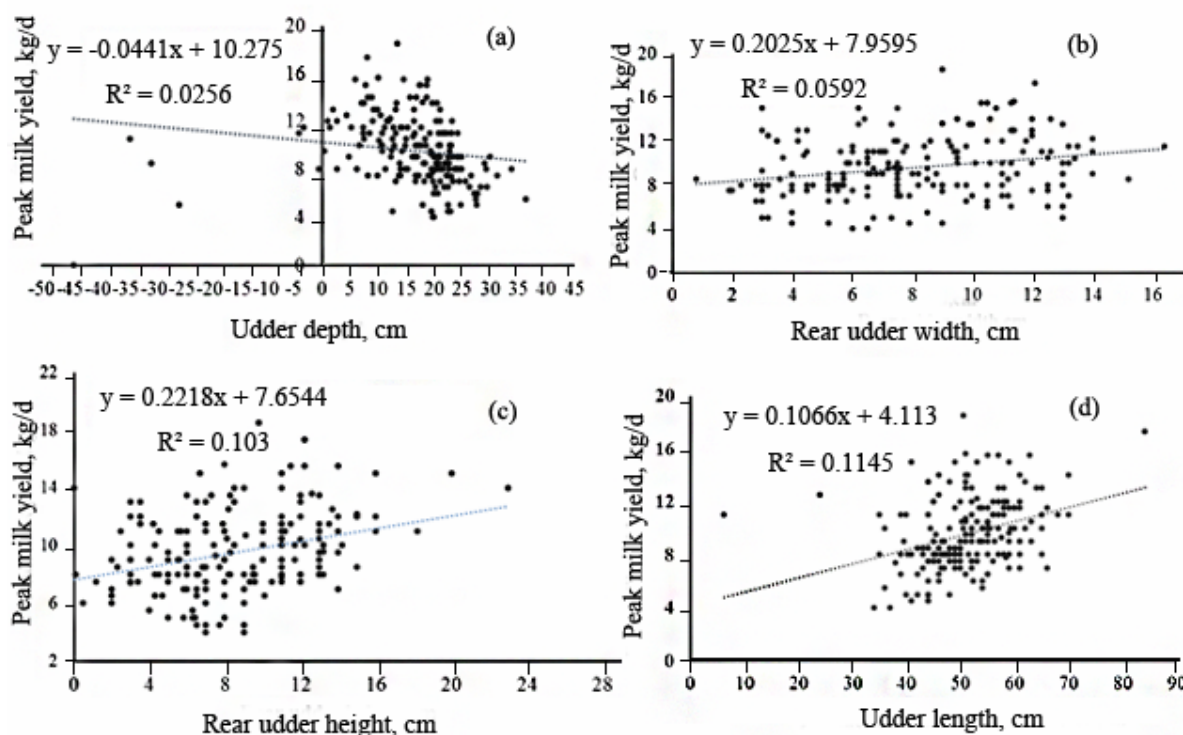 (a)
y = -0.0441x + 10.275
R² = 0.0256
Peak milk yield, kg/d
20
16
12
8
4
0
-50 -45 -40 -35 -30 -25 -20 -15 -10 -5 0 5 10 15 20 25 30 35 40 45
Udder depth, cm
(b)
y = 0.2025x + 7.9595
R² = 0.0592
Peak milk yield, kg/d
20
16
12
8
4
0
0 2 4 6 8 10 12 14 16
Rear udder width, cm
(c)
y = 0.2218x + 7.6544
R² = 0.103
Peak milk yield, kg/d
22
18
14
10
6
2
0 4 8 12 16 20 24 28
Rear udder height, cm
(d)
y = 0.1066x + 4.113
R² = 0.1145
Peak milk yield, kg/d
20
16
12
8
4
0
0 10 20 30 40 50 60 70 80 90
Udder length, cm